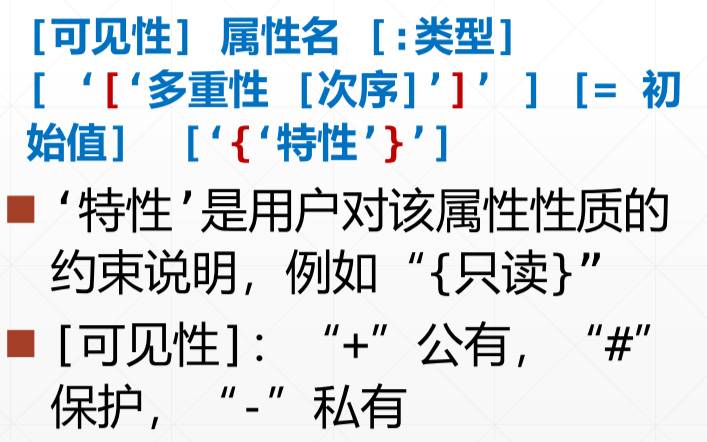 [可见性] 属性名 [:类型]
[ ‘[‘多重性 [次序]’]’ ] [= 初
始值] [‘{‘特性’}’]
‘特性’是用户对该属性性质的
约束说明，例如“{只读}”
[可见性]：“+”公有，“#”
保护，“-”私有